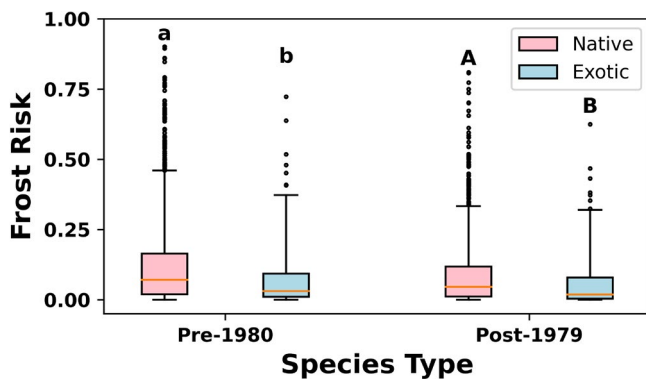 1.00
0.75
0.50
0.25
0.00
Frost Risk
a
b
A
B
Native
Exotic
Pre-1980
Post-1979
Species Type